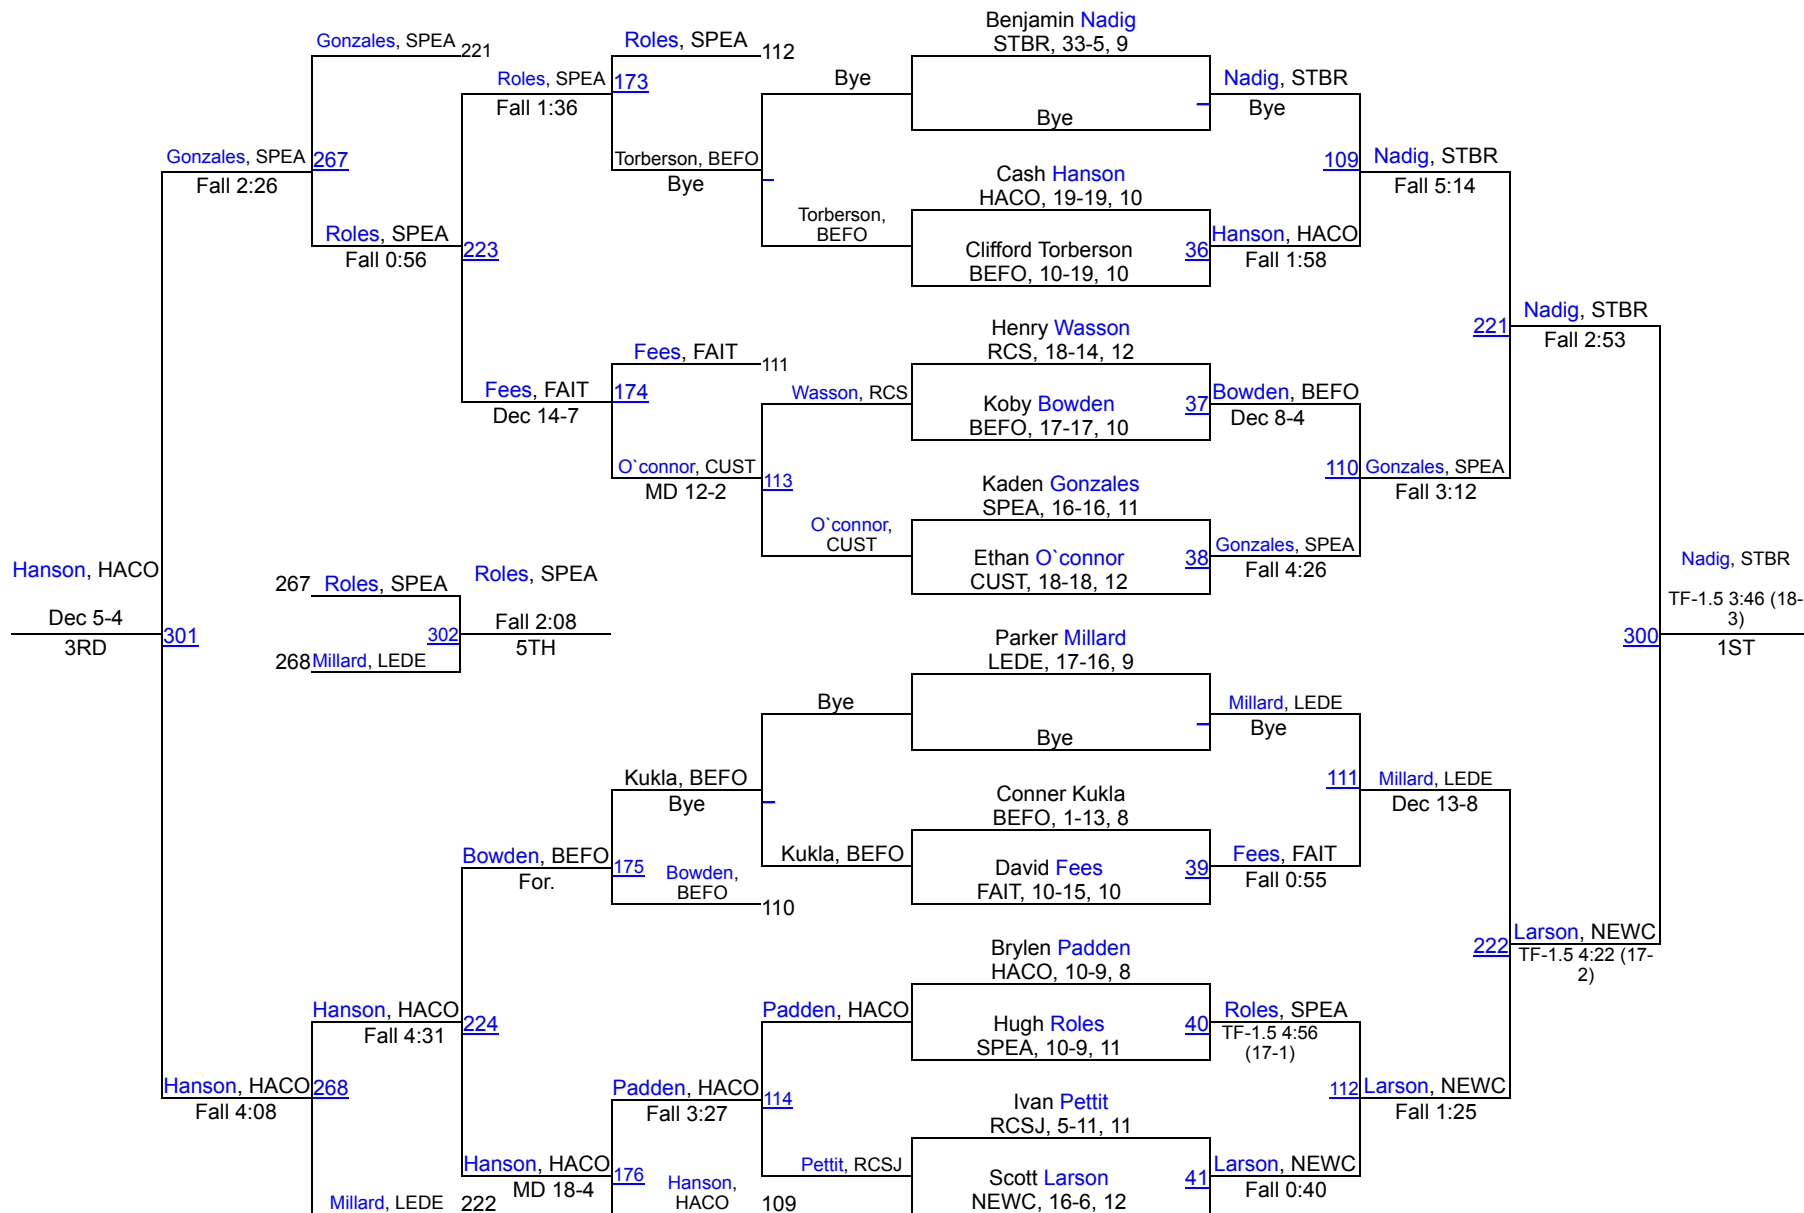 Benjamin Nadig
STBR, 33-5, 9
Gonzales, SPEA 221
Roles, SPEA 112
Roles, SPEA 173
Fall 1:36
Bye
Nadig, STBR
Bye
Bye
Torberson, BEFO
Bye
Gonzales, SPEA 267
Fall 2:26
Cash Hanson
HACO, 19-19, 10
109 Nadig, STBR
Fall 5:14
Torberson,
BEFO
Roles, SPEA 223
Fall 0:56
Clifford Torberson
BEFO, 10-19, 10
36 Hanson, HACO
Fall 1:58
Henry Wasson
RCS, 18-14, 12
221 Nadig, STBR
Fall 2:53
Fees, FAIT 111
Fees, FAIT 174
Dec 14-7
Wasson, RCS
Koby Bowden
BEFO, 17-17, 10
37 Bowden, BEFO
Dec 8-4
O`connor, CUST 113
MD 12-2
Kaden Gonzales
SPEA, 16-16, 11
110 Gonzales, SPEA
Fall 3:12
O`connor,
CUST
Ethan O`connor
CUST, 18-18, 12
38 Gonzales, SPEA
Fall 4:26
Hanson, HACO
Dec 5-4
3RD
301
267 Roles, SPEA
268 Millard, LEDE
302
Roles, SPEA
Fall 2:08
5TH
Nadig, STBR
TF-1.5 3:46 (18-
3)
1ST
300
Parker Millard
LEDE, 17-16, 9
Bye
Millard, LEDE
Bye
Bye
Kukla, BEFO
Bye
Conner Kukla
BEFO, 1-13, 8
111 Millard, LEDE
Dec 13-8
Kukla, BEFO
Bowden, BEFO 175
For.
Bowden,
BEFO
110
David Fees
FAIT, 10-15, 10
39 Fees, FAIT
Fall 0:55
Brylen Padden
HACO, 10-9, 8
222 Larson, NEWC
TF-1.5 4:22 (17-
2)
Hanson, HACO 224
Fall 4:31
Padden, HACO
Hugh Roles
SPEA, 10-9, 11
40 Roles, SPEA
TF-1.5 4:56
(17-1)
Hanson, HACO 268
Fall 4:08
Padden, HACO 114
Fall 3:27
Ivan Pettit
RCSJ, 5-11, 11
112 Larson, NEWC
Fall 1:25
Hanson, HACO 176
MD 18-4
Pettit, RCSJ
Scott Larson
NEWC, 16-6, 12
41 Larson, NEWC
Fall 0:40
Millard, LEDE 222
Hanson,
HACO
109